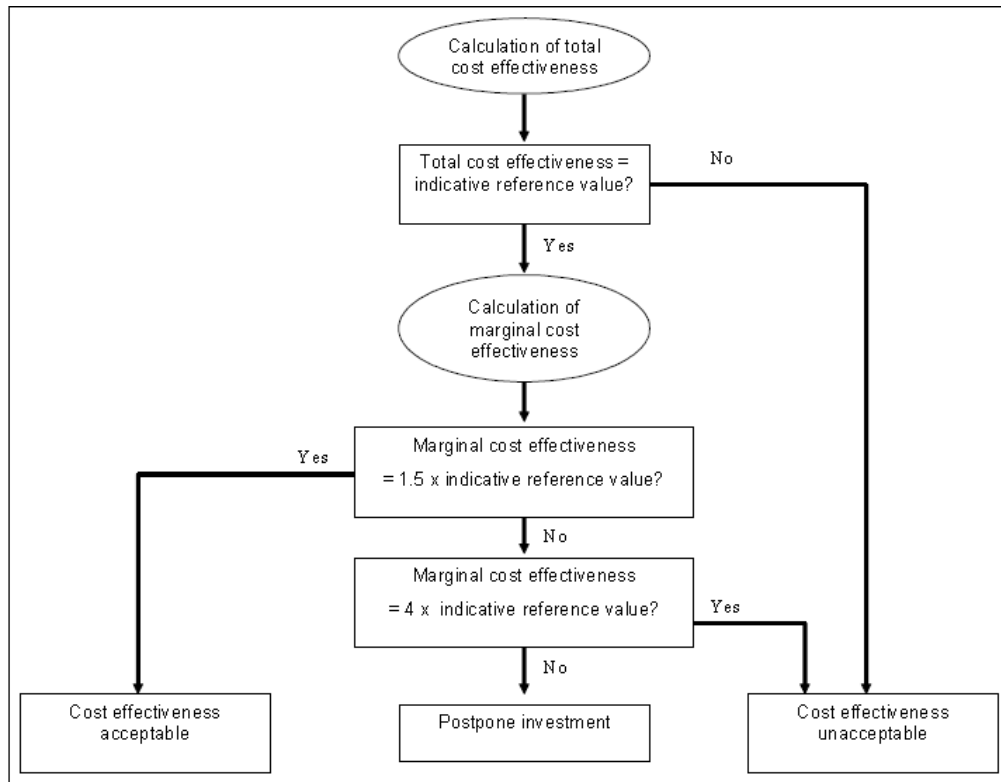 Calculation of total
cost effectiveness
Total cost effectiveness =
indicative reference value?
No
Yes
Calculation of
marginal cost
effectiveness
Marginal cost effectiveness
= 1.5 x indicative reference value?
Yes
No
Marginal cost effectiveness
= 4 x indicative reference value?
Yes
No
Cost effectiveness
acceptable
Postpone investment
Cost effectiveness
unacceptable